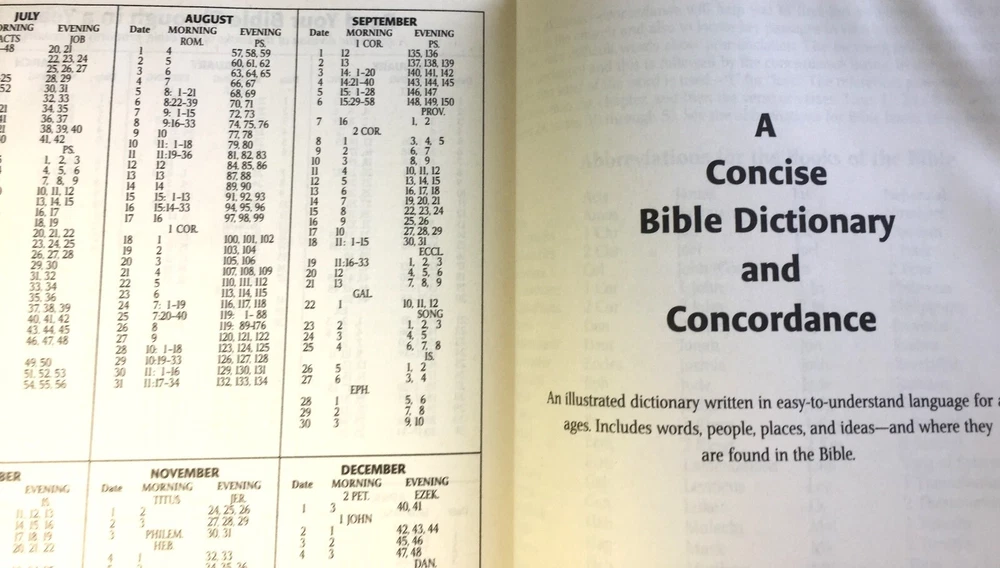 JULY
RNING EVENING
ACTS JOB
-48 20, 21
22, 23, 24
25, 26, 27
25 28, 29
52 30, 31
32, 33
21 34, 35
36, 37
38, 39, 40
41, 42
PS.
1, 2, 3
4, 5, 6
7, 8, 9
10, 11, 12
13, 14, 15
16, 17
18, 19
20, 21, 22
23, 24, 25
26, 27, 28
29, 30
31, 32
33, 34
35, 36
37, 38, 39
40, 41, 42
43, 44, 45
46, 47, 48
49, 50
51, 52, 53
54, 55, 56
AUGUST
Date MORNING EVENING
ROM. PS.
1 4 57, 58, 59
2 5 60, 61, 62
3 6 63, 64, 65
4 7 66, 67
5 8: 1-21 68, 69
6 8:22-39 70, 71
7 9: 1-15 72, 73
8 9:16-33 74, 75, 76
9 10 77, 78
10 11: 1-18 79, 80
11 11:19-36 81, 82, 83
12 12 84, 85, 86
13 13 87, 88
14 14 89, 90
15 15: 1-13 91, 92, 93
16 15:14-33 94, 95, 96
17 16 97, 98, 99
1 COR.
18 1 100, 101, 102
19 2 103, 104
20 3 105, 106
21 4 107, 108, 109
22 5 110, 111, 112
23 6 113, 114, 115
24 7: 1-19 116, 117, 118
25 7:20-40 119: 1- 88
26 8 119: 89-176
27 9 120, 121, 122
28 10: 1-18 123, 124, 125
29 10:19-33 126, 127, 128
30 11: 1-16 129, 130, 131
31 11:17-34 132, 133, 134
SEPTEMBER
Date MORNING EVENING
1 COR. PS.
1 12 135, 136
2 13 137, 138, 139
3 14: 1-20 140, 141, 142
4 14:21-40 143, 144, 145
5 15: 1-28 146, 147
6 15:29-58 148, 149, 150
PROV.
7 16 1, 2
2 COR.
8 1 3, 4, 5
9 2 6, 7
10 3 8, 9
11 4 10, 11, 12
12 5 13, 14, 15
13 6 16, 17, 18
14 7 19, 20, 21
15 8 22, 23, 24
16 9 25, 26
17 10 27, 28, 29
18 11: 1-15 30, 31
ECCL.
19 11:16-33 1, 2, 3
20 12 4, 5, 6
21 13 7, 8, 9
GAL.
22 1 10, 11, 12
SONG
23 2 1, 2, 3
24 3 4, 5
25 4 6, 7, 8
IS.
26 5 1, 2
27 6 3, 4
EPH.
28 1 5, 6
29 2 7, 8
30 3 9, 10
BER
EVENING
IS.
11, 12, 13
14, 15, 16
17, 18, 19
20, 21, 22
NOVEMBER
Date MORNING EVENING
TITUS JER.
1 2 24, 25, 26
2 3 27, 28, 29
3 PHILEM. 30, 31
HEB.
4 1 32, 33
34, 35, 36
DECEMBER
Date MORNING EVENING
2 PET. EZEK.
1 3 40, 41
1 JOHN
2 1 42, 43, 44
3 2 45, 46
4 3 47, 48
DAN.
A
Concise
Bible Dictionary
and
Concordance
An illustrated dictionary written in easy-to-understand language for a
ages. Includes words, people, places, and ideas—and where they
are found in the Bible.